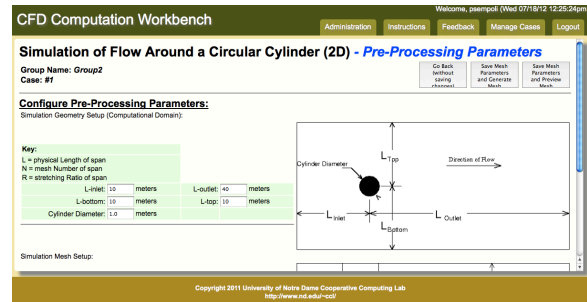 Welcome, psempoli (Wed 07/18/12 12:25:24pm
CFD Computation Workbench
Administration Instructions Feedback Manage Cases Logout
Simulation of Flow Around a Circular Cylinder (2D) - Pre-Processing Parameters
Group Name: Group2
Case: #1
Go Back (without saving changes)
Save Mesh Parameters and Generate Mesh
Save Mesh Parameters and Preview Mesh
Configure Pre-Processing Parameters:
Simulation Geometry Setup (Computational Domain):
Key:
L = physical Length of span
N = mesh Number of span
R = stretching Ratio of span
L-inlet: 10 meters L-outlet: 40 meters
L-bottom: 10 meters L-top: 10 meters
Cylinder Diameter: 1.0 meters
L Top
Cylinder Diameter
Direction of Flow
L Inlet
L Outlet
L Bottom
Simulation Mesh Setup:
Copyright 2011 University of Notre Dame Cooperative Computing Lab
http://www.nd.edu/~ccl/